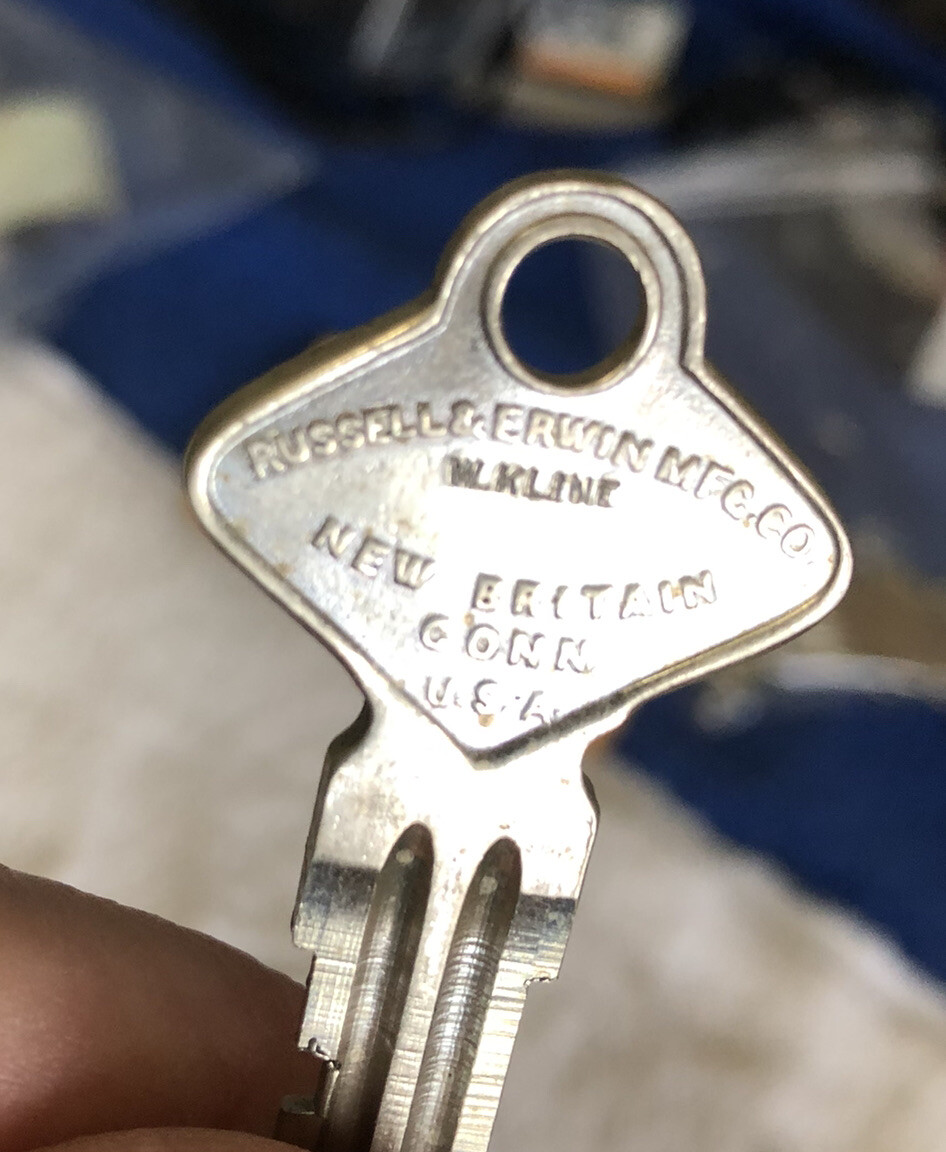 RUSSELL & ERWIN MFG. CO.
W.KLINE
NEW BRITAIN
CONN
U.S.A.